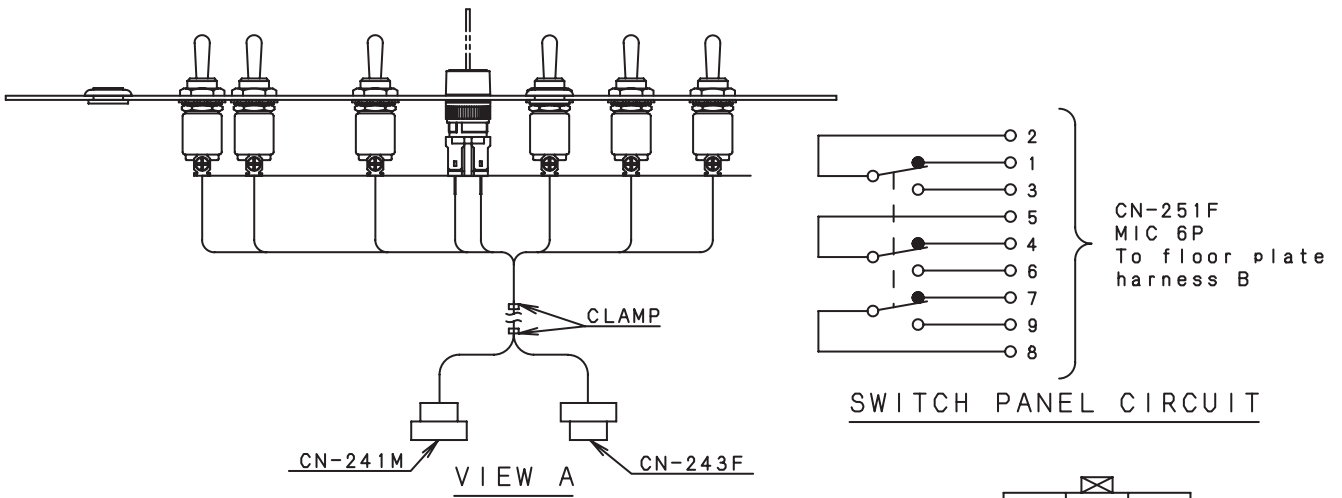 2
1
3
5
4
6
7
9
8
CN-251F
MIC 6P
To floor plate
harness B
CLAMP
SWITCH PANEL CIRCUIT
CN-241M
VIEW A
CN-243F